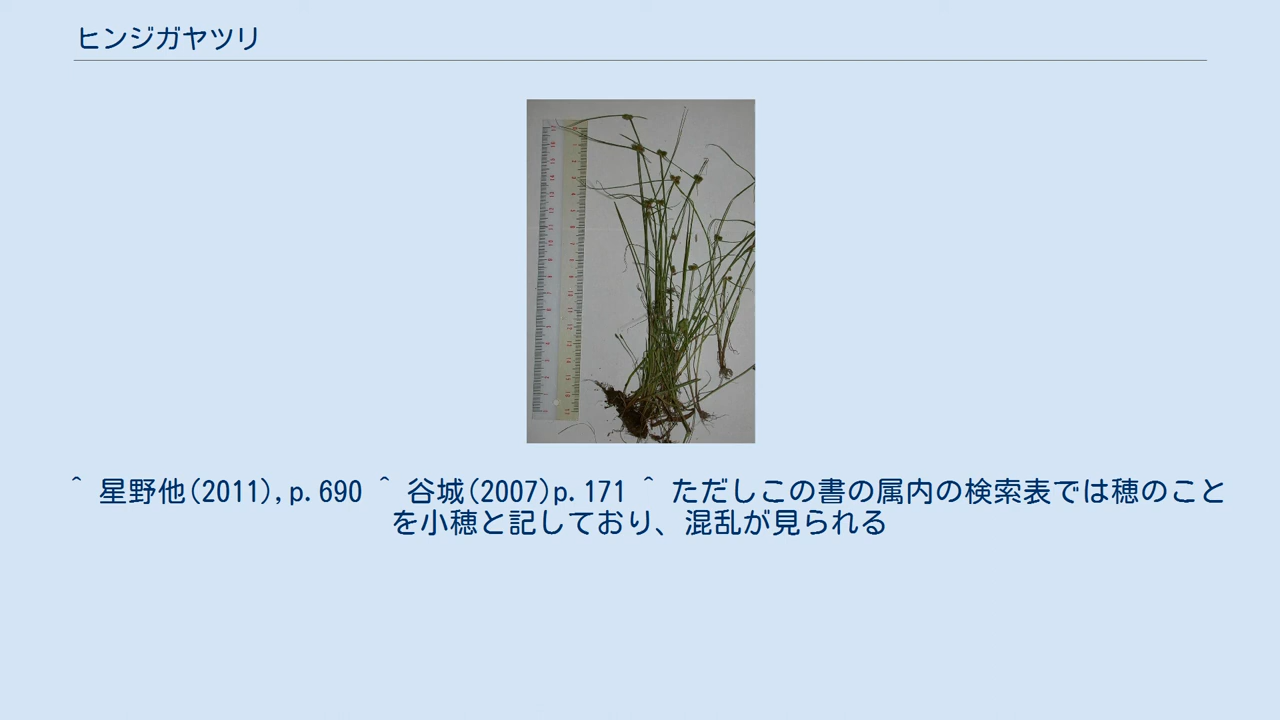 ヒンジガヤツリ
^ 星野他(2011),p.690 ^ 谷城(2007)p.171 ^ ただしこの書の属内の検索表では穂のこと
を小穂と記しており、混乱が見られる